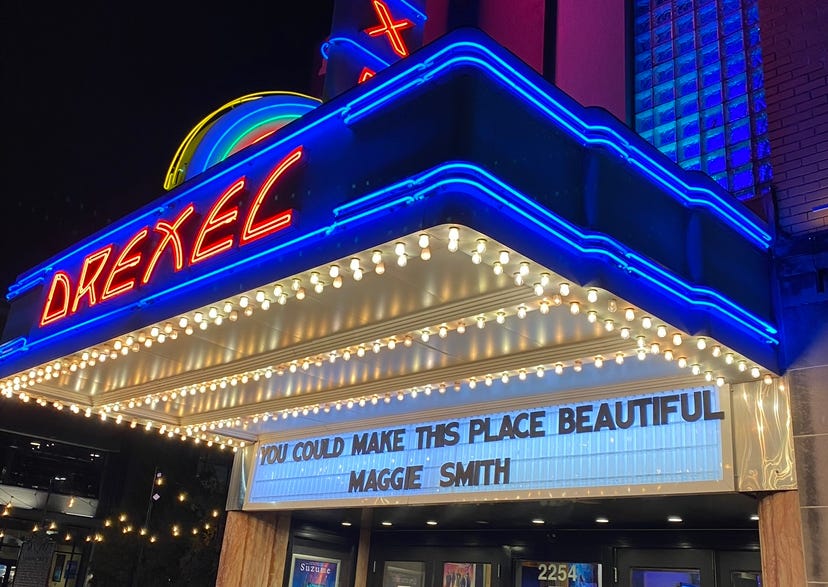 DREXEL
YOU COULD MAKE THIS PLACE BEAUTIFUL
MAGGIE SMITH
Suzume
2254